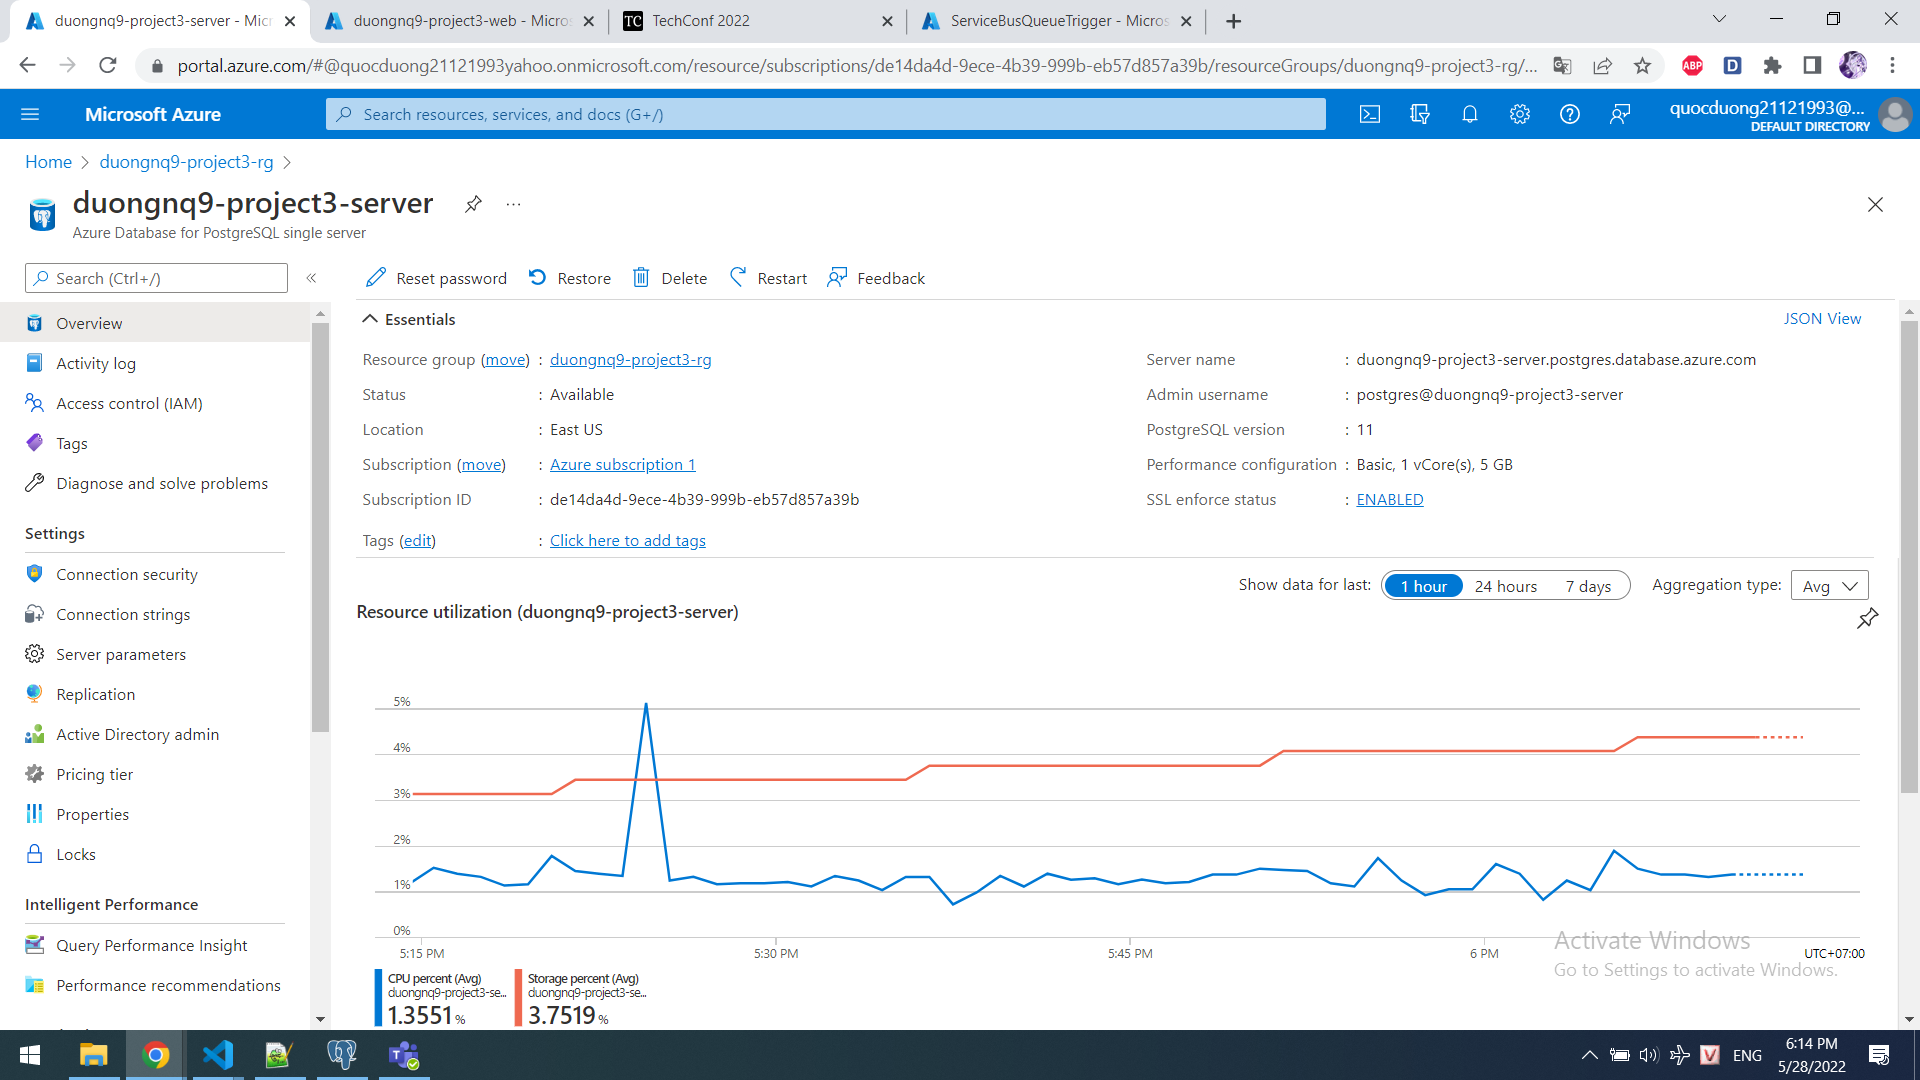 duongnq9-project3-server - Micr
duongnq9-project3-web - Micros
TC TechConf 2022
ServiceBusQueueTrigger - Micros
portal.azure.com/#@quocduong21121993yahoo.onmicrosoft.com/resource/subscriptions/de14da4d-9ece-4b39-999b-eb57d857a39b/resourceGroups/duongnq9-project3-rg/...
ABP
D
Microsoft Azure
Search resources, services, and docs (G+/)
quocduong21121993@...
DEFAULT DIRECTORY
Home > duongnq9-project3-rg >
duongnq9-project3-server
...
Azure Database for PostgreSQL single server
Search (Ctrl+/)
«
Reset password
Restore
Delete
Restart
Feedback
Overview
Activity log
Access control (IAM)
Tags
Diagnose and solve problems
Settings
Connection security
Connection strings
Server parameters
Replication
Active Directory admin
Pricing tier
Properties
Locks
Intelligent Performance
Query Performance Insight
Performance recommendations
Essentials
JSON View
Resource group (move) : duongnq9-project3-rg
Status : Available
Location : East US
Subscription (move) : Azure subscription 1
Subscription ID : de14da4d-9ece-4b39-999b-eb57d857a39b
Tags (edit) : Click here to add tags
Server name : duongnq9-project3-server.postgres.database.azure.com
Admin username : postgres@duongnq9-project3-server
PostgreSQL version : 11
Performance configuration : Basic, 1 vCore(s), 5 GB
SSL enforce status : ENABLED
Show data for last: 1 hour 24 hours 7 days Aggregation type: Avg
Resource utilization (duongnq9-project3-server)
5%
4%
3%
2%
1%
0%
5:15 PM 5:30 PM 5:45 PM 6 PM UTC+07:00
CPU percent (Avg)
duongnq9-project3-se...
1.3551 %
Storage percent (Avg)
duongnq9-project3-se...
3.7519 %
Activate Windows
Go to Settings to activate Windows.
V
ENG
6:14 PM
5/28/2022